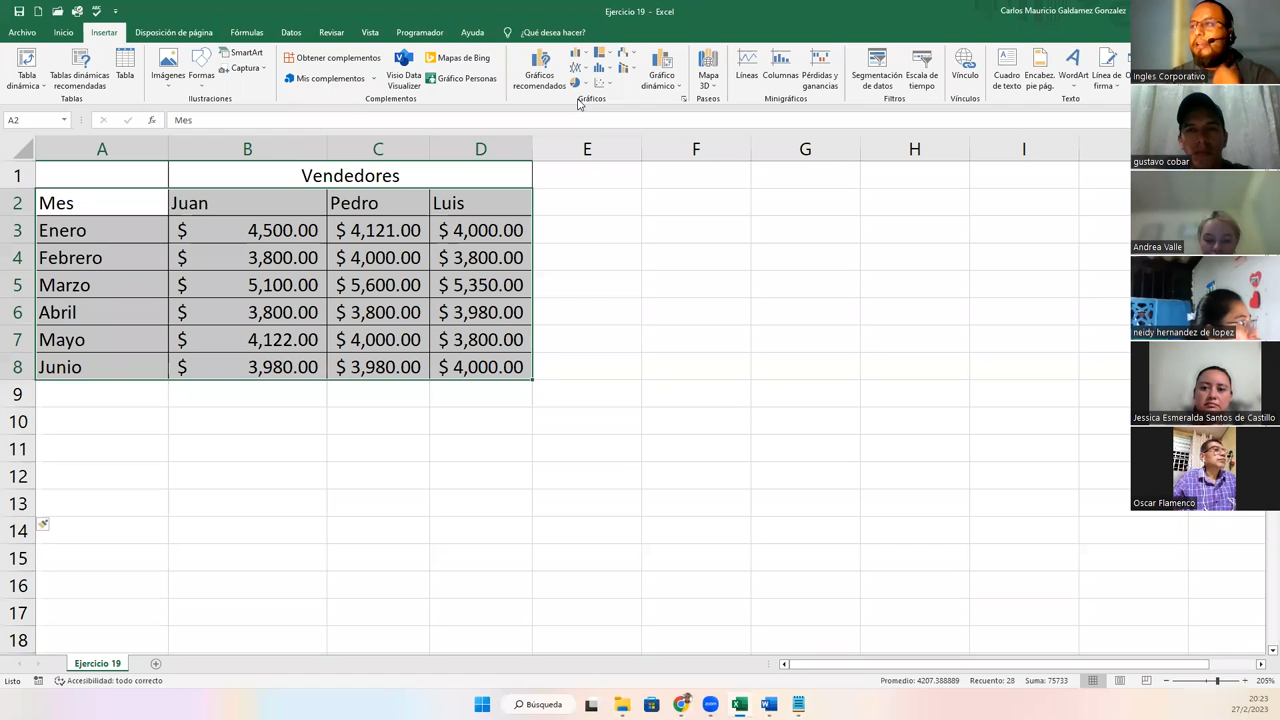 Ejercicio 19 - Excel
Carlos Mauricio Galdamez Gonzalez
Archivo Inicio Insertar Disposición de página Fórmulas Datos Revisar Vista Programador Ayuda ¿Qué desea hacer?
Tabla dinámica
Tablas dinámicas recomendadas
Tabla
Imágenes
Formas
SmartArt
Captura
Obtener complementos
Mis complementos
Visio Data Visualizer
Mapas de Bing
Gráfico Personas
Gráficos recomendados
Gráfico dinámico
Mapa 3D
Líneas
Columnas
Pérdidas y ganancias
Segmentación de datos
Escala de tiempo
Vínculo
Cuadro de texto
Encabez. pie pág.
WordArt
Línea de firma
Tablas Ilustraciones Complementos Gráficos Paseos Minigráficos Filtros Vínculos Texto
A2 fx Mes
A B C D E F G H I
1 Vendedores
2 Mes Juan Pedro Luis
3 Enero $ 4,500.00 $ 4,121.00 $ 4,000.00
4 Febrero $ 3,800.00 $ 4,000.00 $ 3,800.00
5 Marzo $ 5,100.00 $ 5,600.00 $ 5,350.00
6 Abril $ 3,800.00 $ 3,800.00 $ 3,980.00
7 Mayo $ 4,122.00 $ 4,000.00 $ 3,800.00
8 Junio $ 3,980.00 $ 3,980.00 $ 4,000.00
9
10
11
12
13
14
15
16
17
18
Ejercicio 19
Listo Accesibilidad: todo correcto Promedio: 4207.388889 Recuento: 28 Suma: 75733 205%
Búsqueda
20:23
27/2/2023
Ingles Corporativo
gustavo cobar
Andrea Valle
neidy hernandez de lopez
Jessica Esmeralda Santos de Castillo
Oscar Flamenco